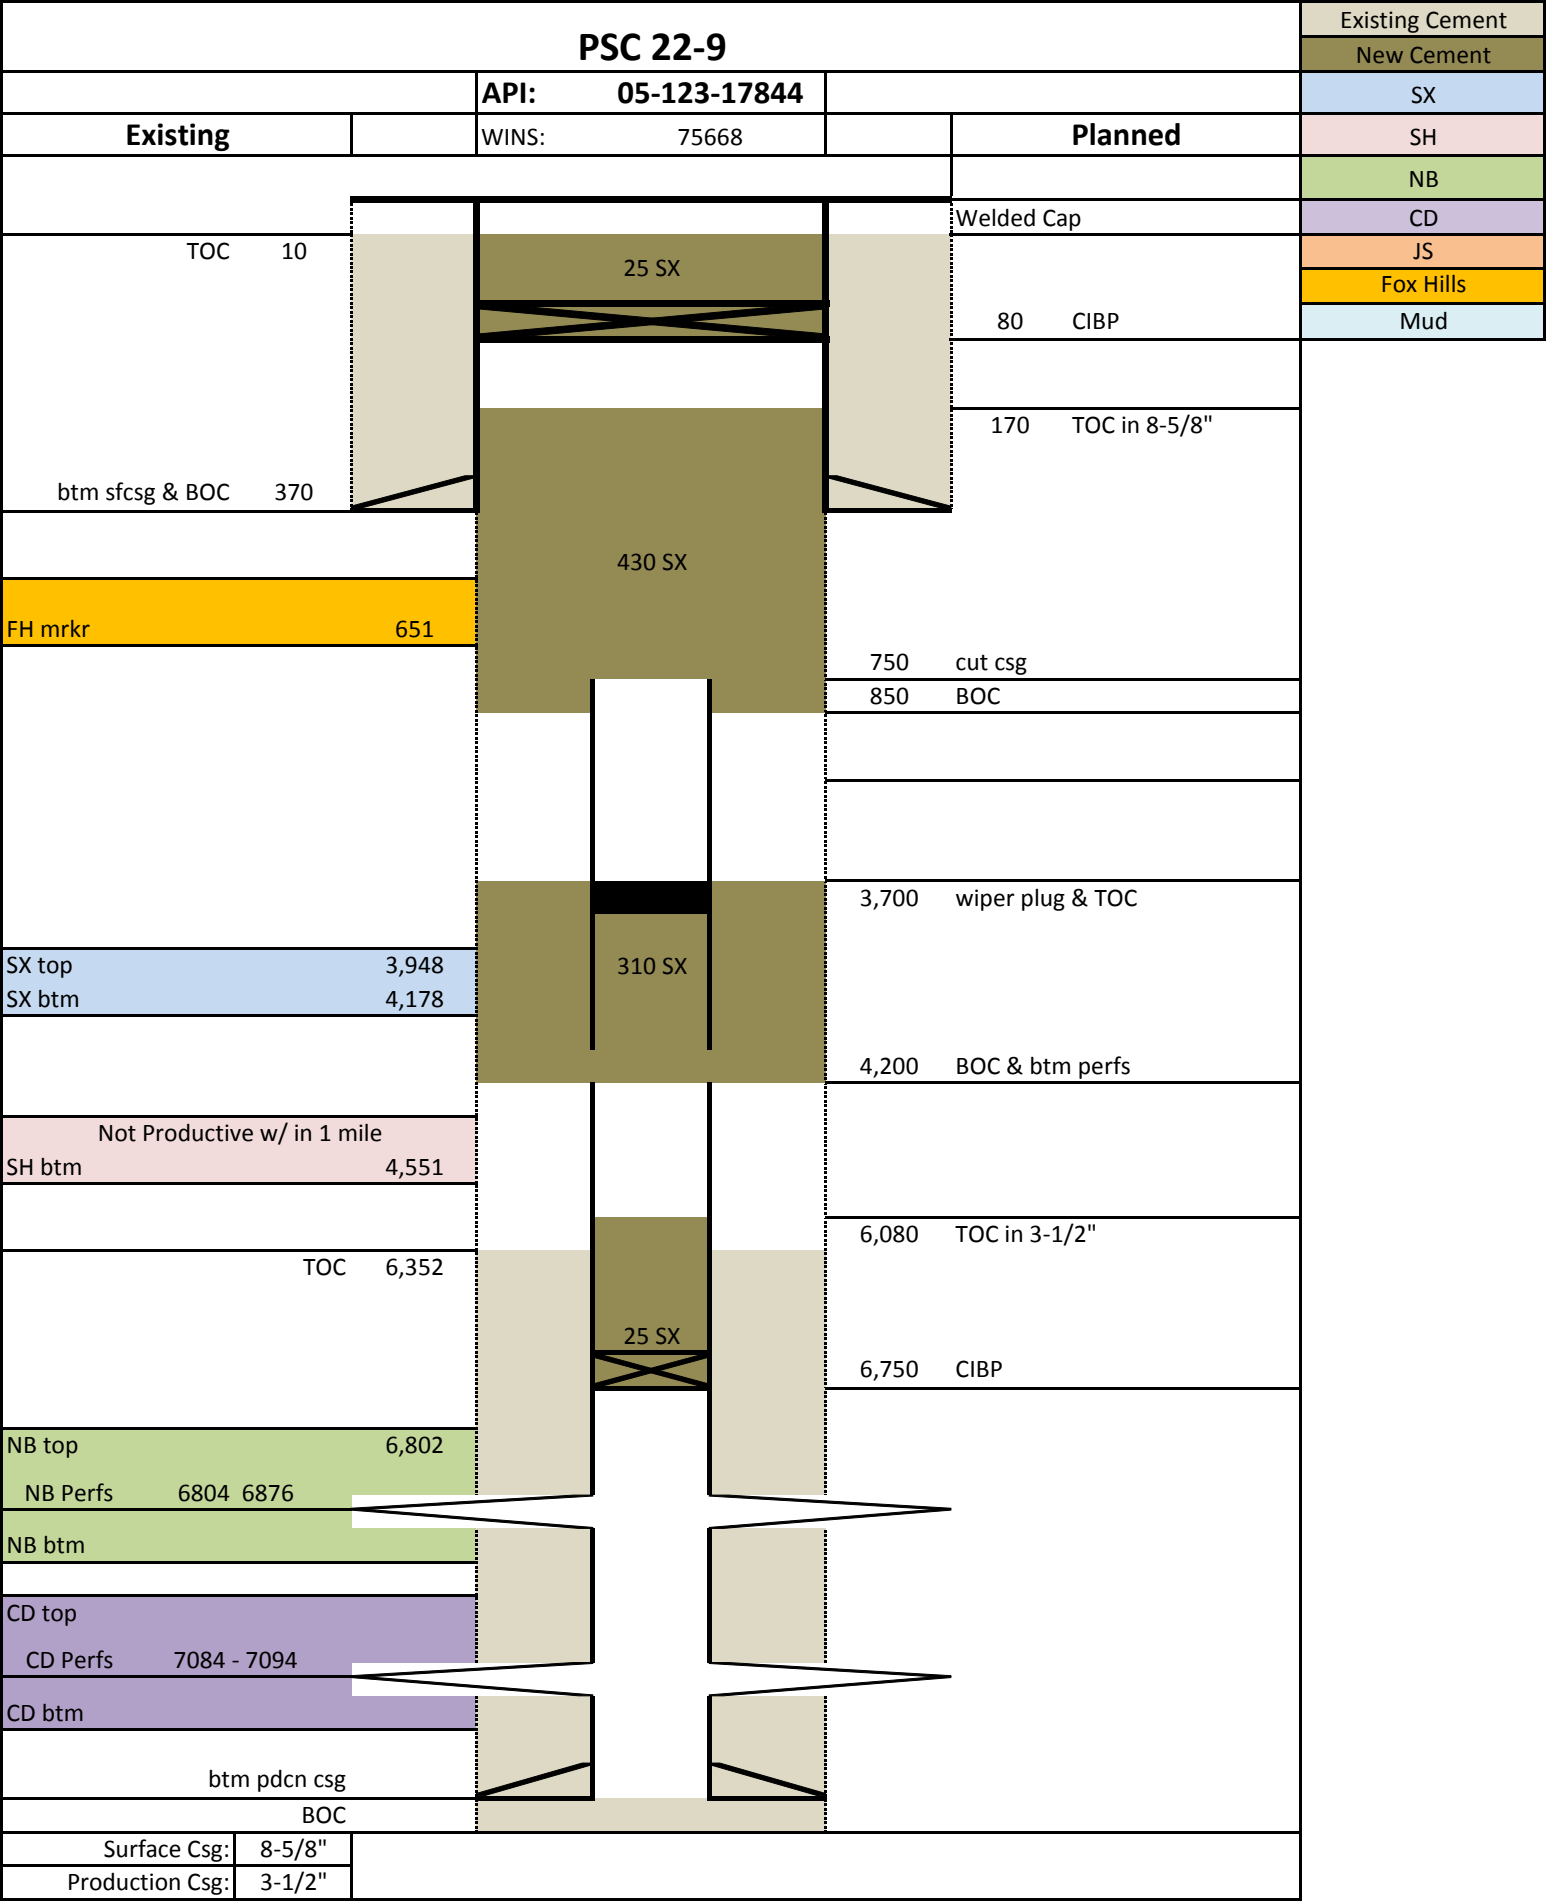 PSC 22-9
Existing Cement
New Cement
API: 05-123-17844
SX
Existing
WINS: 75668
Planned
SH
NB
Welded Cap
CD
TOC 10
JS
25 SX
Fox Hills
80 CIBP
Mud
170 TOC in 8-5/8"
btm sfcsg & BOC 370
430 SX
FH mrkr 651
750 cut csg
850 BOC
3,700 wiper plug & TOC
SX top 3,948
310 SX
SX btm 4,178
4,200 BOC & btm perfs
Not Productive w/ in 1 mile
SH btm 4,551
6,080 TOC in 3-1/2"
TOC 6,352
25 SX
6,750 CIBP
NB top 6,802
NB Perfs 6804 6876
NB btm
CD top
CD Perfs 7084 - 7094
CD btm
btm pdcn csg
BOC
Surface Csg: 8-5/8"
Production Csg: 3-1/2"